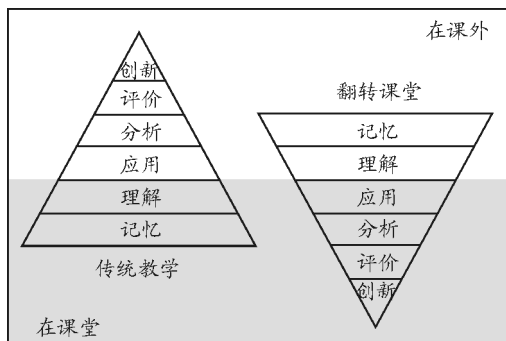 在课外
创新
评价
分析
应用
理解
记忆
传统教学
翻转课堂
记忆
理解
应用
分析
评价
创新
在课堂